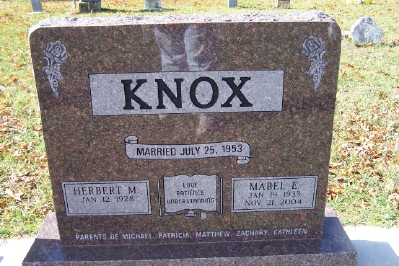 KNOX
MARRIED JULY 25, 1953
HERBERT M.
JAN 12, 1928
LOVE
PATIENCE
UNDERSTANDING
MABEL E.
JAN 19, 1933
NOV 21, 2004
PARENTS OF MICHAEL, PATRICIA, MATTHEW, ZACHARY, CATHLEEN